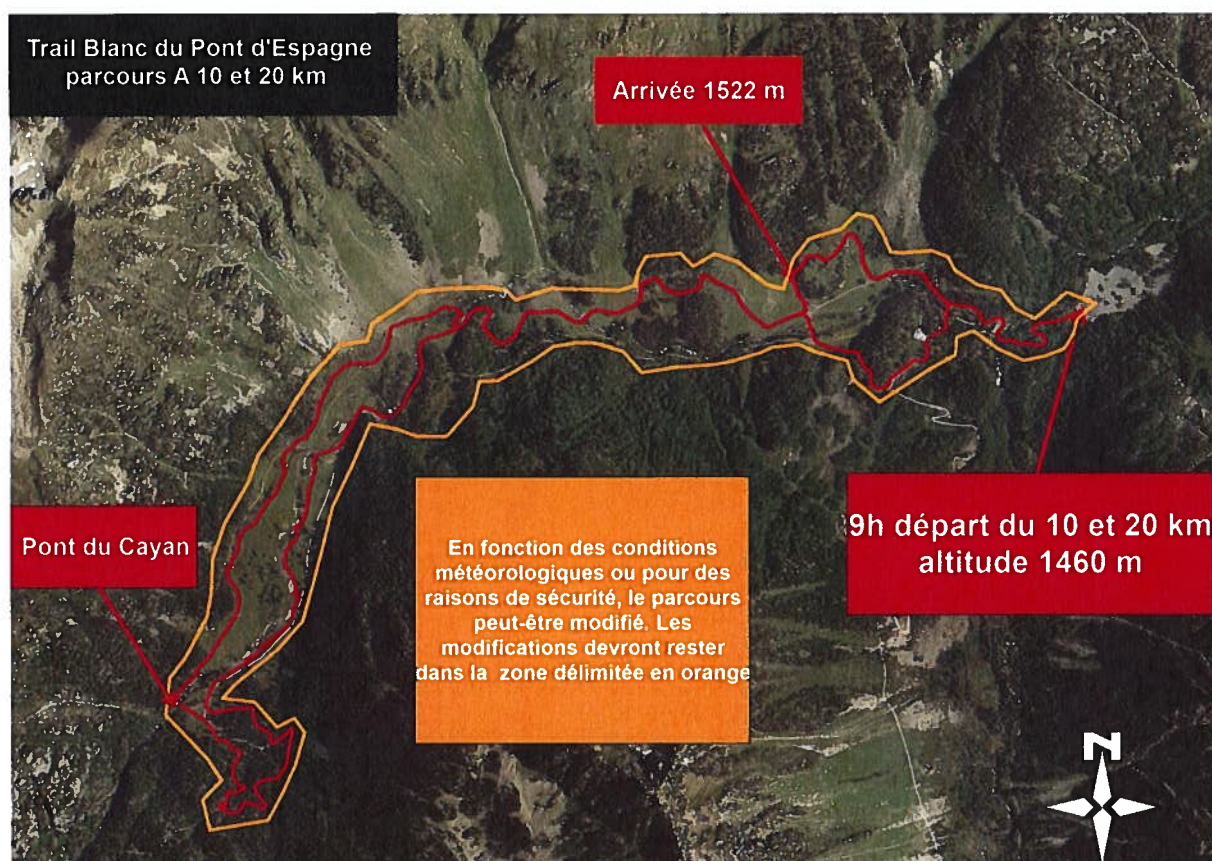 Trail Blanc du Pont d'Espagne
parcours A 10 et 20 km
Arrivée 1522 m
Pont du Cayan
En fonction des conditions
météorologiques ou pour des
raisons de sécurité, le parcours
peut-être modifié. Les
modifications devront rester
dans la zone délimitée en orange
9h départ du 10 et 20 km
altitude 1460 m
N